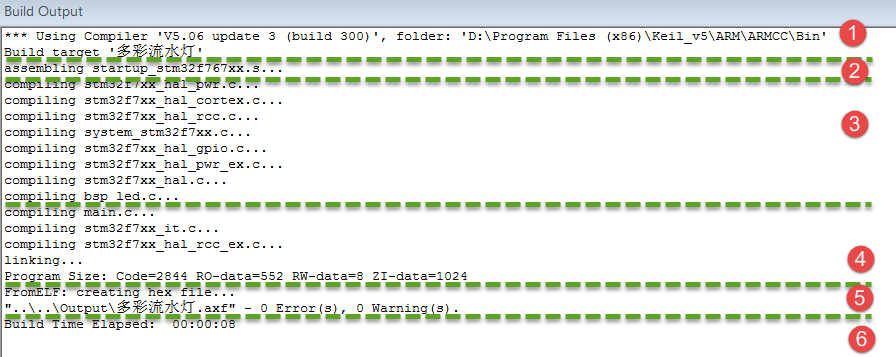 Build Output
*** Using Compiler 'V5.06 update 3 (build 300)', folder: 'D:\Program Files (x86)\Keil_v5\ARM\ARMCC\Bin'
1
Build target '多彩流水灯'
assembling startup_stm32f767xx.s...
2
compiling stm32f7xx_hal_pwr.c...
compiling stm32f7xx_hal_cortex.c...
compiling stm32f7xx_hal_rcc.c...
3
compiling system_stm32f7xx.c...
compiling stm32f7xx_hal_gpio.c...
compiling stm32f7xx_hal_pwr_ex.c...
compiling stm32f7xx_hal.c...
compiling bsp_led.c...
compiling main.c...
compiling stm32f7xx_it.c...
compiling stm32f7xx_hal_rcc_ex.c...
linking...
4
Program Size: Code=2844 RO-data=552 RW-data=8 ZI-data=1024
FromELF: creating hex file...
5
"..\..\Output\多彩流水灯.axf" - 0 Error(s), 0 Warning(s).
Build Time Elapsed:  00:00:08
6